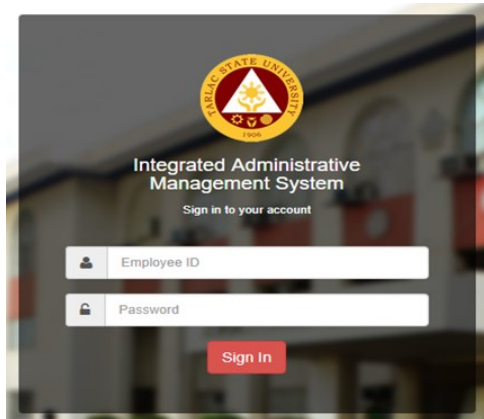 TARLAC STATE UNIVERSITY
1906
Integrated Administrative
Management System
Sign in to your account
Employee ID
Password
Sign In